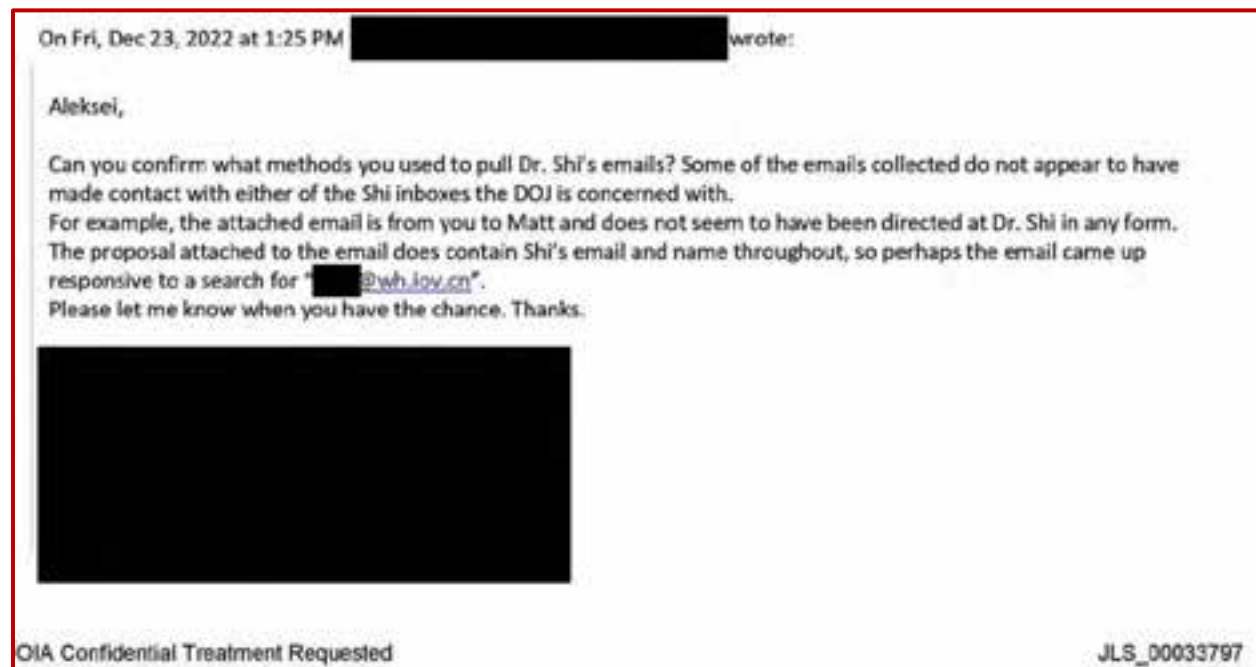 On Fri, Dec 23, 2022 at 1:25 PM wrote:
Aleksei,
Can you confirm what methods you used to pull Dr. Shi's emails? Some of the emails collected do not appear to have
made contact with either of the Shi inboxes the DOJ is concerned with.
For example, the attached email is from you to Matt and does not seem to have been directed at Dr. Shi in any form.
The proposal attached to the email does contain Shi's email and name throughout, so perhaps the email came up
responsive to a search for "@wh.iov.cn".
Please let me know when you have the chance. Thanks.
OIA Confidential Treatment Requested
JLS_00033797